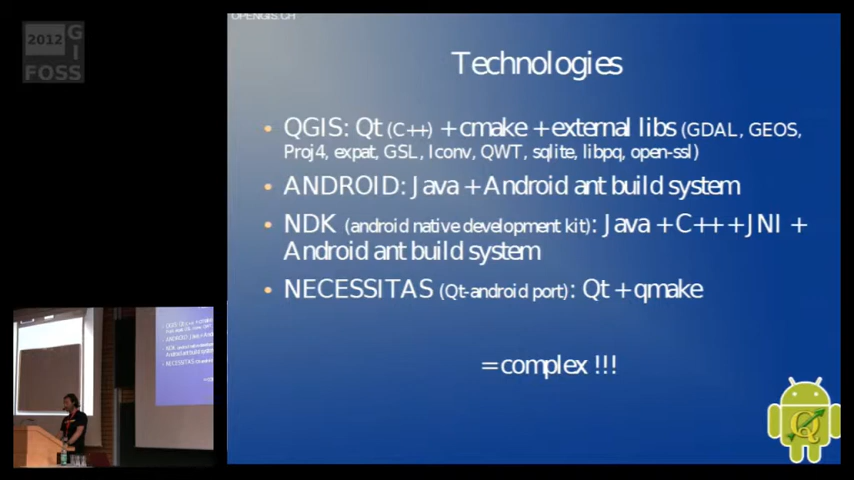 2012
GI
FOSS
OPENGIS.CH
Technologies
QGIS: Qt (C++) + cmake + external libs (GDAL, GEOS,
Proj4, expat, GSL, Iconv, QWT, sqlite, libpq, open-ssl)
ANDROID: Java + Android ant build system
NDK (android native development kit): Java + C++ + JNI +
Android ant build system
NECESSITAS (Qt-android port): Qt + qmake
= complex !!!